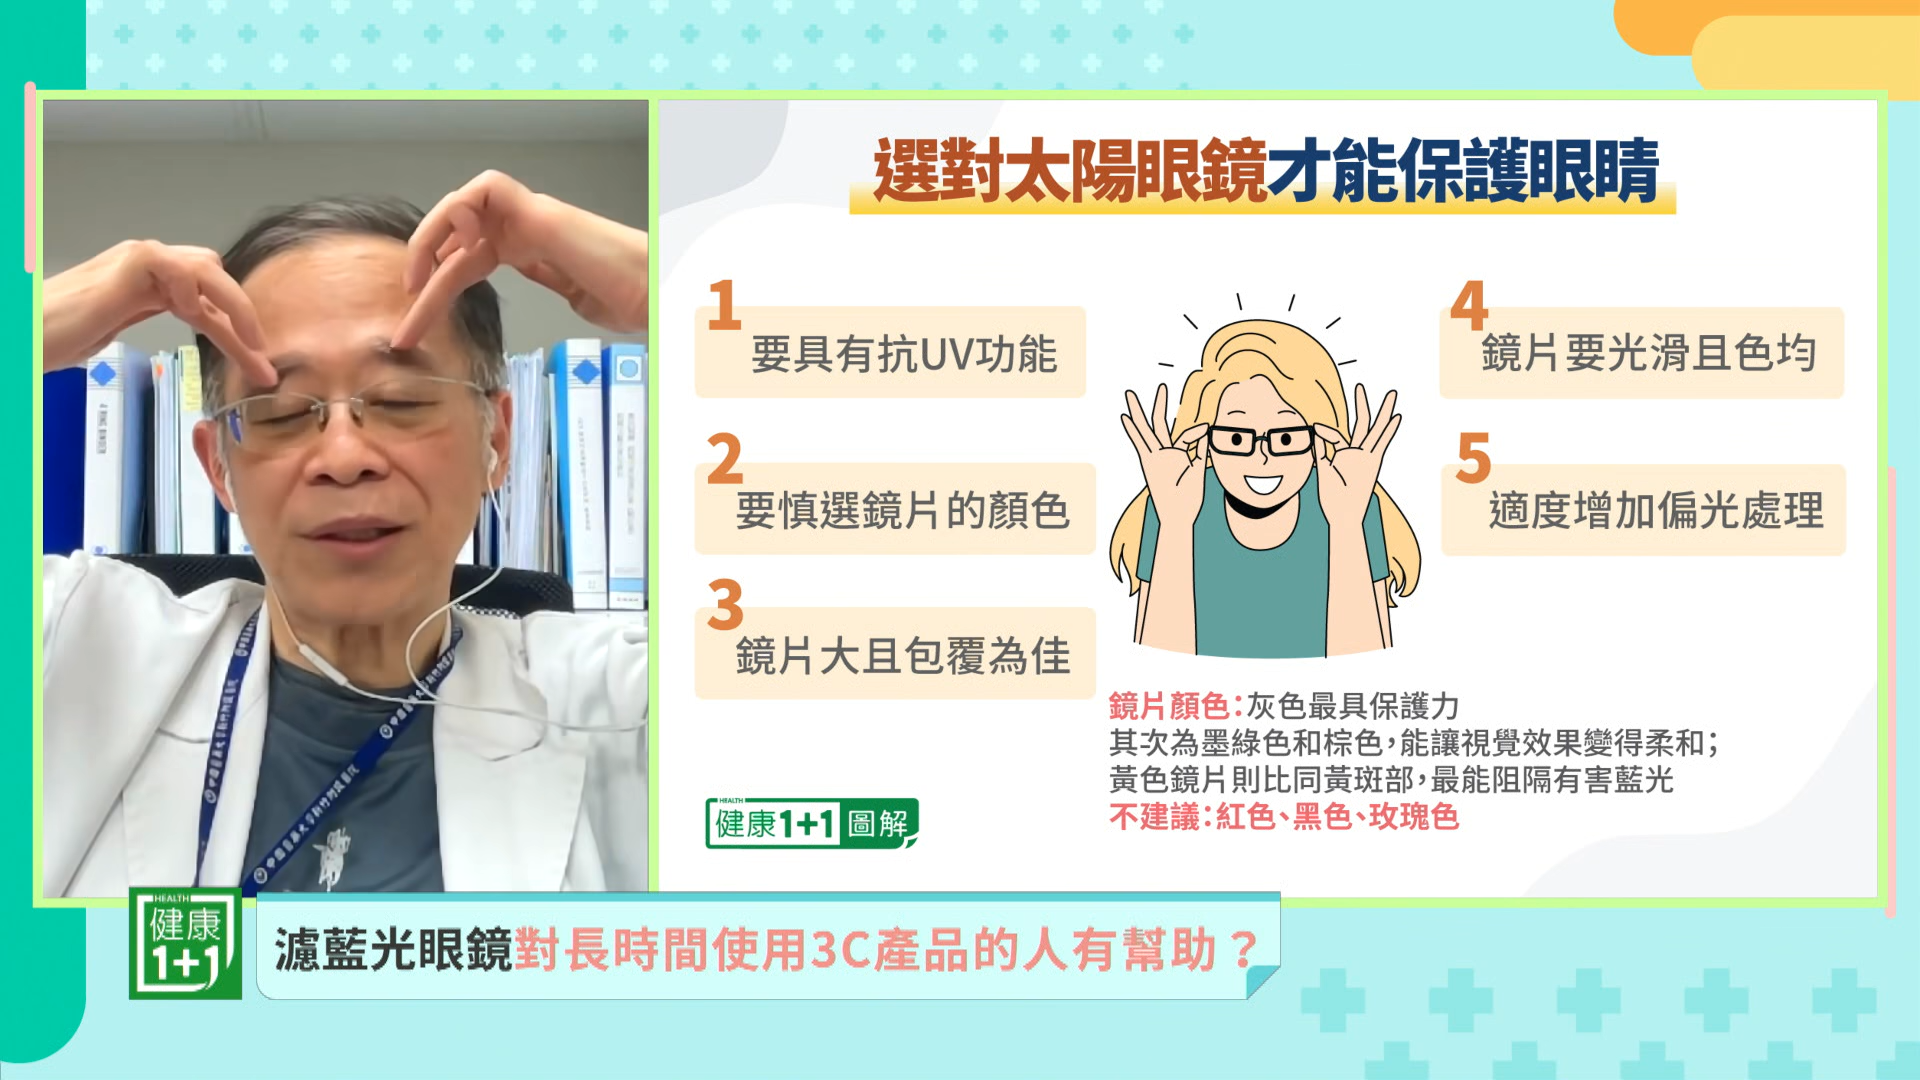 選對太陽眼鏡才能保護眼睛
1
要具有抗UV功能
2
要慎選鏡片的顏色
3
鏡片大且包覆為佳
4
鏡片要光滑且色均
5
適度增加偏光處理
鏡片顏色：灰色最具保護力
其次為墨綠色和棕色，能讓視覺效果變得柔和；
黃色鏡片則比同黃斑部，最能阻隔有害藍光
不建議：紅色、黑色、玫瑰色
HEALTH
健康1+1 圖解
HEALTH
健康
1+1
濾藍光眼鏡對長時間使用3C產品的人有幫助？